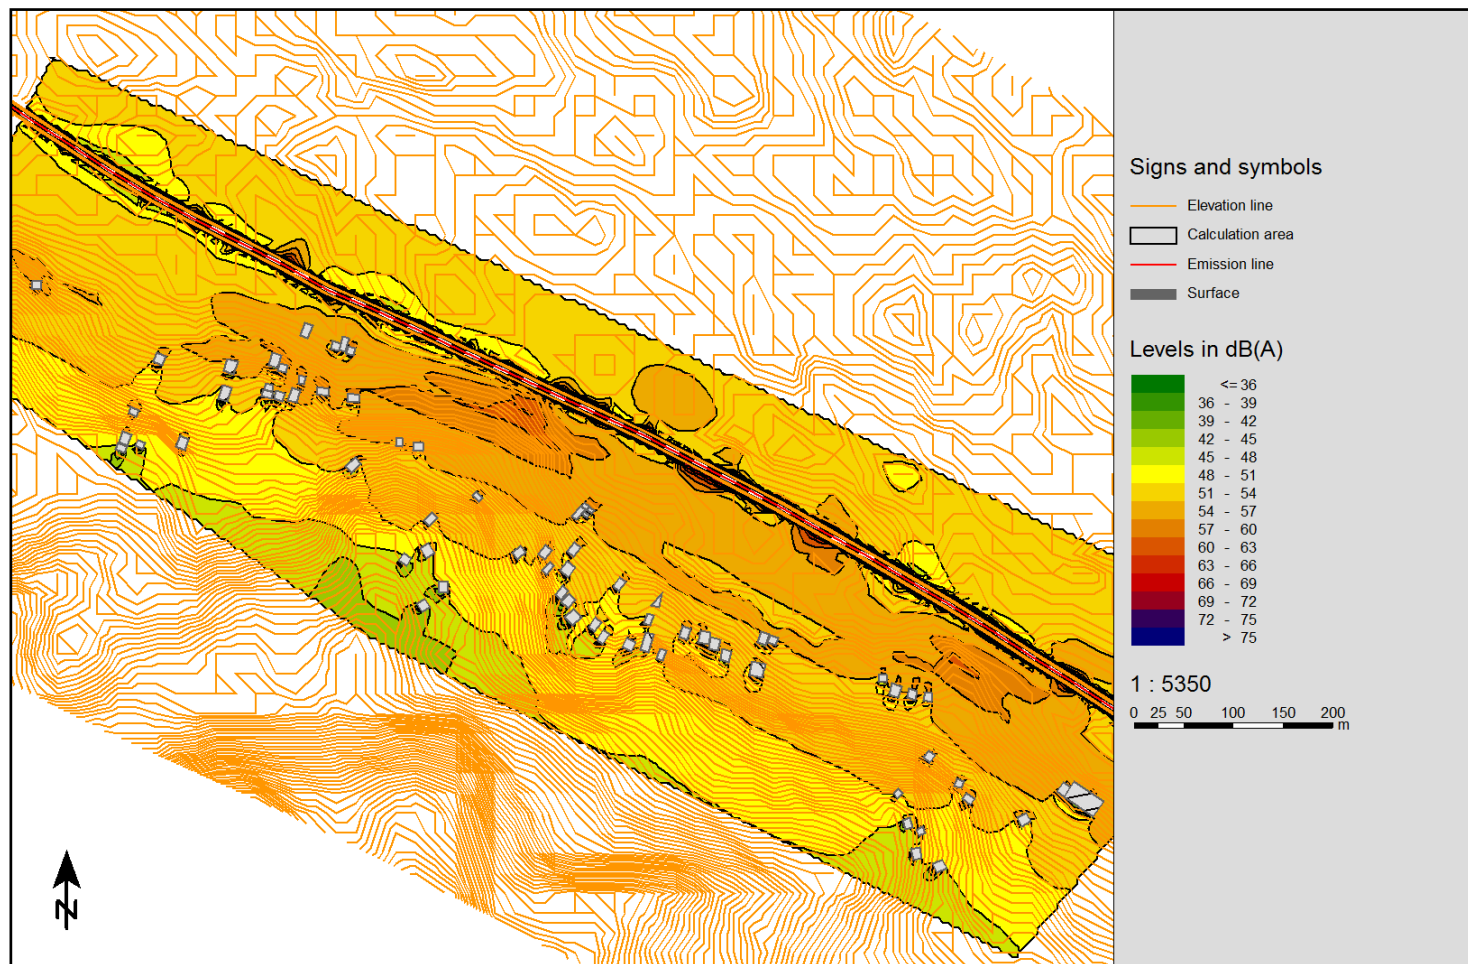 Signs and symbols
Elevation line
Calculation area
Emission line
Surface
Levels in dB(A)
<= 36
36 - 39
39 - 42
42 - 45
45 - 48
48 - 51
51 - 54
54 - 57
57 - 60
60 - 63
63 - 66
66 - 69
69 - 72
72 - 75
> 75
1 : 5350
0 25 50 100 150 200
m
N